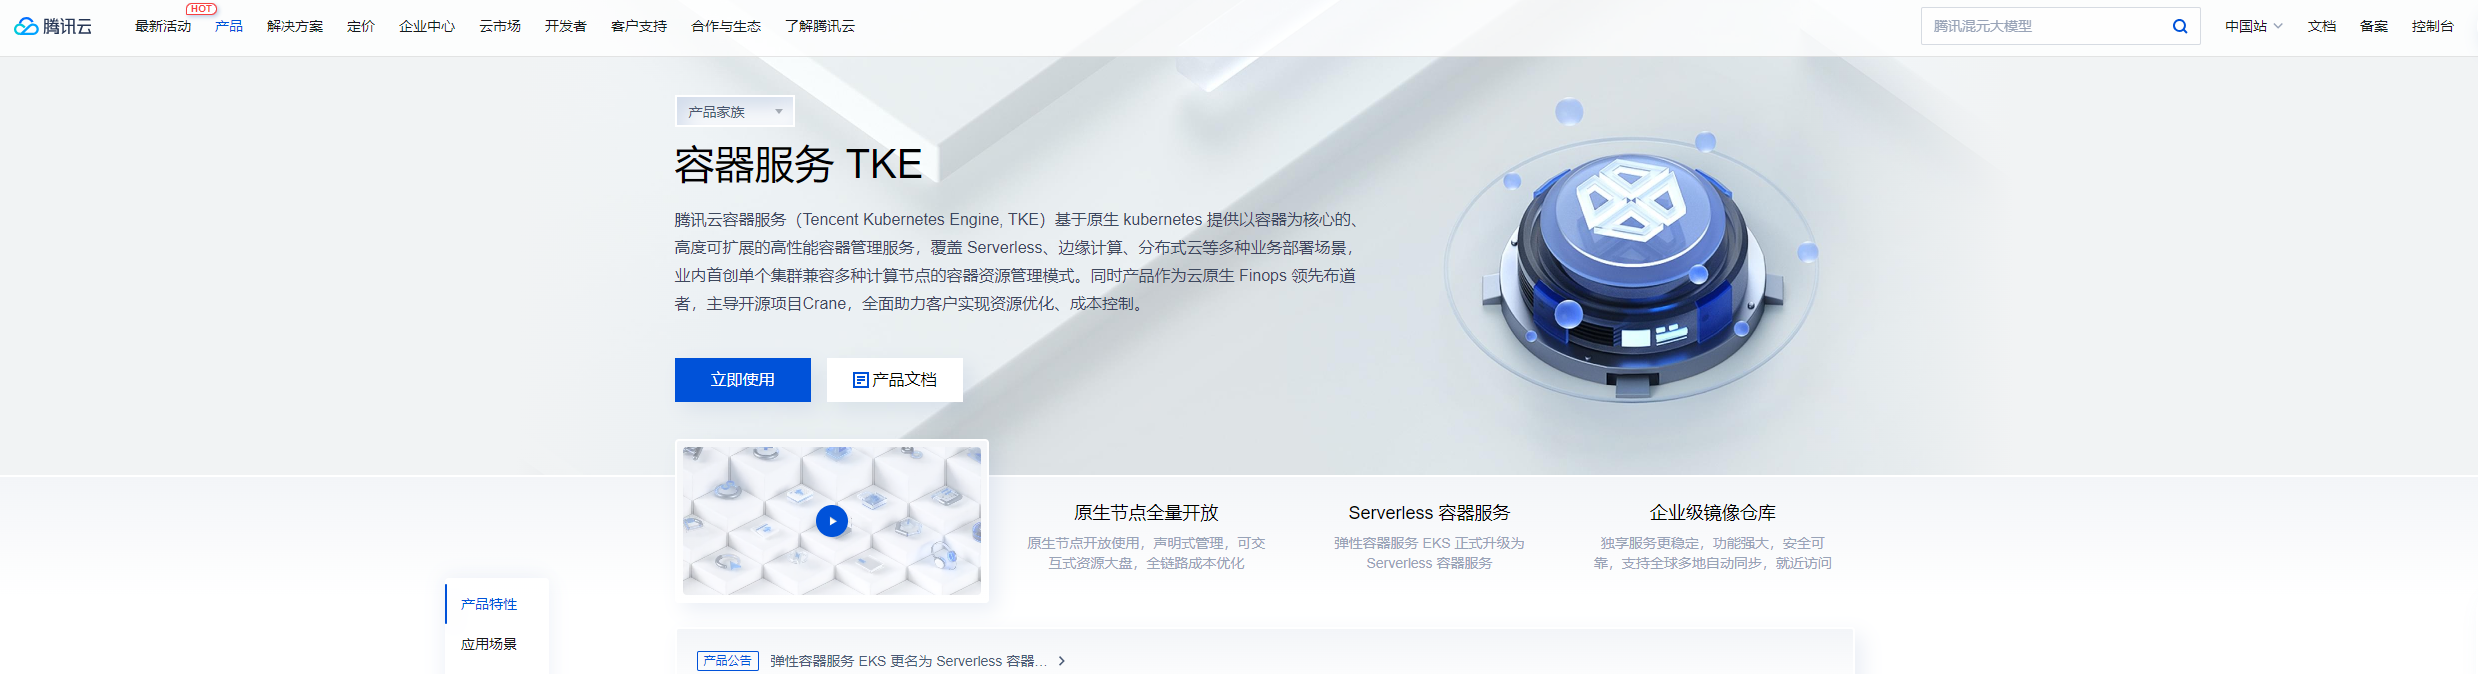 腾讯云
最新活动 HOT 产品 解决方案 定价 企业中心 云市场 开发者 客户支持 合作与生态 了解腾讯云 腾讯混元大模型 中国站 文档 备案 控制台
产品家族
容器服务 TKE
腾讯云容器服务（Tencent Kubernetes Engine, TKE）基于原生 kubernetes 提供以容器为核心的、
高度可扩展的高性能容器管理服务，覆盖 Serverless、边缘计算、分布式云等多种业务部署场景，
业内首创单个集群兼容多种计算节点的容器资源管理模式。同时产品作为云原生 Finops 领先布道
者，主导开源项目Crane，全面助力客户实现资源优化、成本控制。
立即使用 产品文档
原生节点全量开放
原生节点开放使用，声明式管理，可交
互式资源大盘，全链路成本优化
Serverless 容器服务
弹性容器服务 EKS 正式升级为
Serverless 容器服务
企业级镜像仓库
独享服务更稳定，功能强大，安全可
靠，支持全球多地自动同步，就近访问
产品特性
应用场景
产品公告 弹性容器服务 EKS 更名为 Serverless 容器...